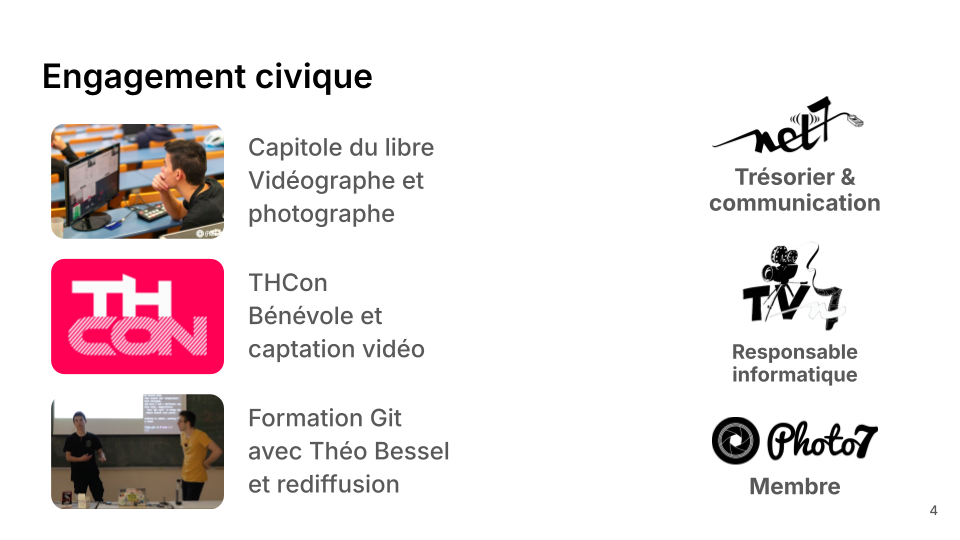 Engagement civique
Capitole du libre
Vidéographe et
photographe
THCon
Bénévole et
captation vidéo
Formation Git
avec Théo Bessel
et rediffusion
TH
CON
net7
Trésorier &
communication
TVn7
Responsable
informatique
Photo7
Membre
4